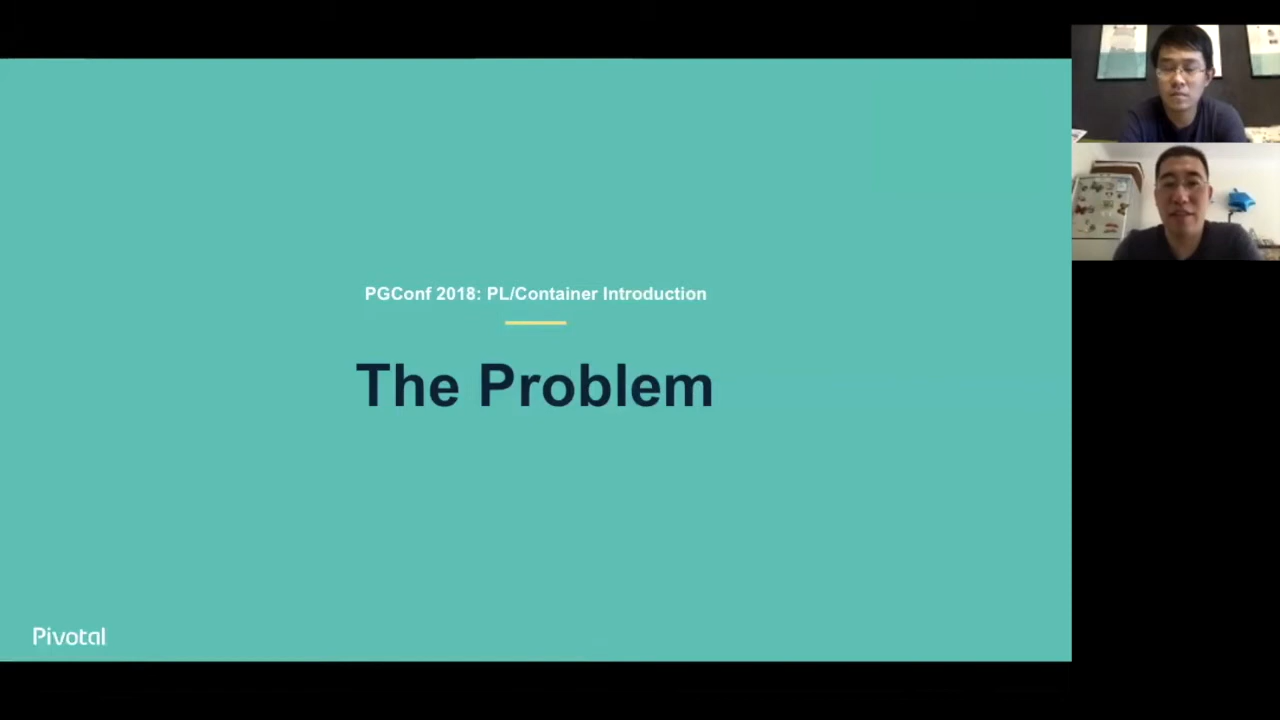 PGConf 2018: PL/Container Introduction
The Problem
Pivotal